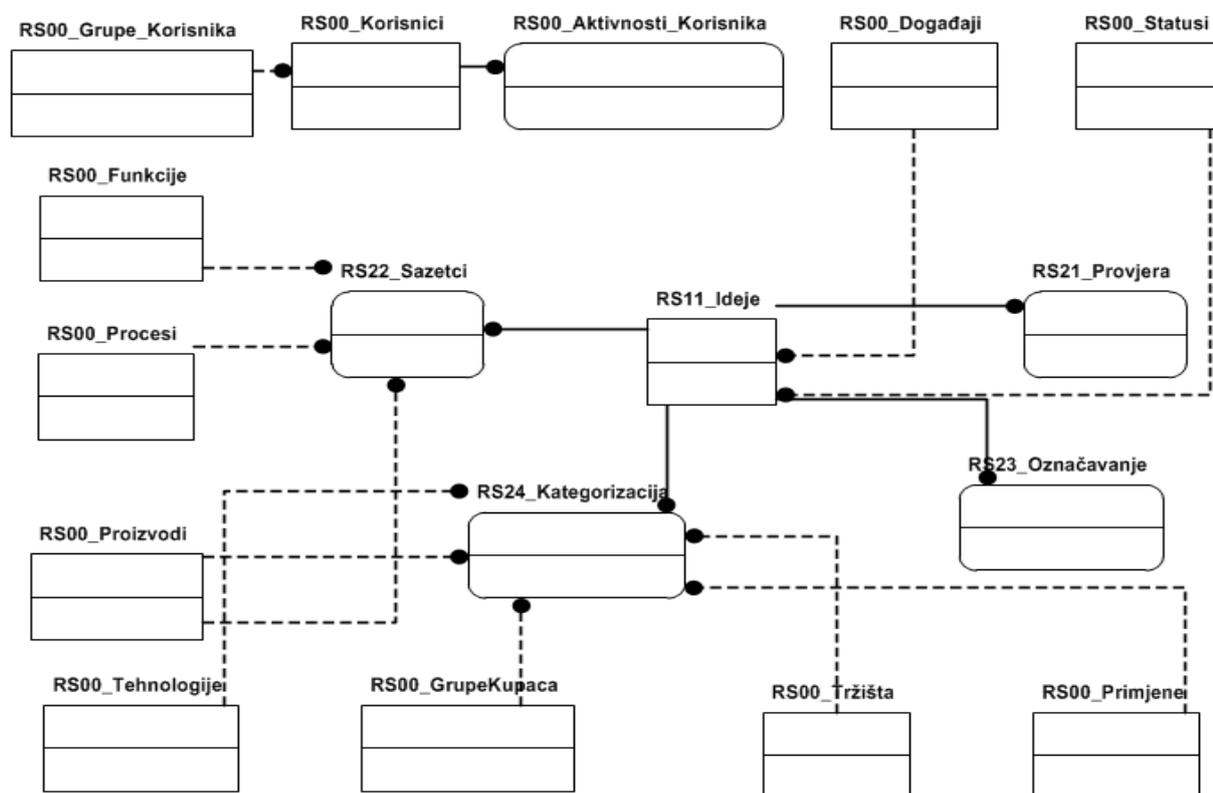 RS00_Grupe_Korisnika
RS00_Korisnici
RS00_Aktivnosti_Korisnika
RS00_Događaji
RS00_Statusi
RS00_Funkcije
RS22_Sazetci
RS11_Ideje
RS21_Provjera
RS00_Procesi
RS23_Označavanje
RS24_Kategorizacija
RS00_Proizvodi
RS00_Tehnologije
RS00_GrupeKupaca
RS00_Tržišta
RS00_Primjene